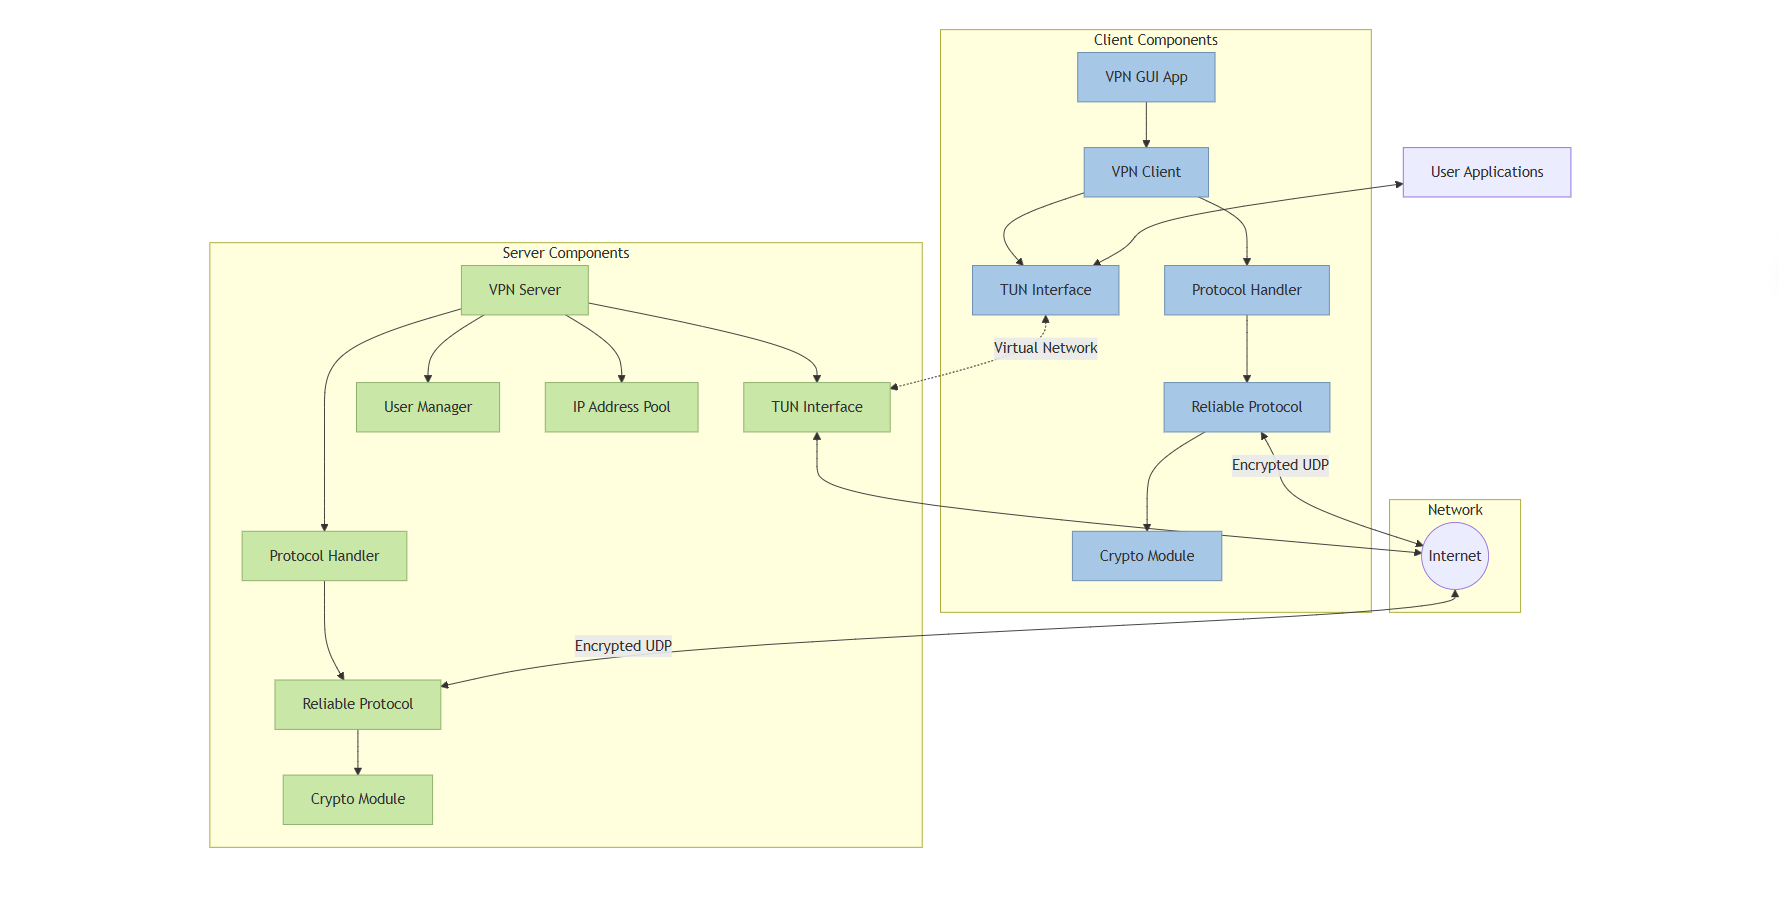 Client Components
VPN GUI App
VPN Client
User Applications
Server Components
VPN Server
TUN Interface
Protocol Handler
Virtual Network
User Manager
IP Address Pool
TUN Interface
Reliable Protocol
Encrypted UDP
Network
Protocol Handler
Crypto Module
Internet
Encrypted UDP
Reliable Protocol
Crypto Module